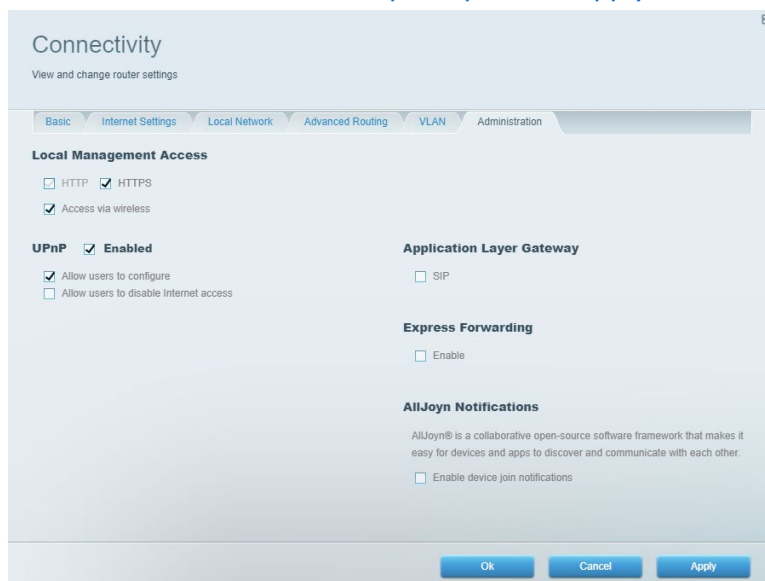 Connectivity
View and change router settings
Basic
Internet Settings
Local Network
Advanced Routing
VLAN
Administration
Local Management Access
HTTP
HTTPS
Access via wireless
UPnP
Enabled
Allow users to configure
Allow users to disable Internet access
Application Layer Gateway
SIP
Express Forwarding
Enable
AllJoyn Notifications
AllJoyn® is a collaborative open-source software framework that makes it
easy for devices and apps to discover and communicate with each other.
Enable device join notifications
Ok
Cancel
Apply